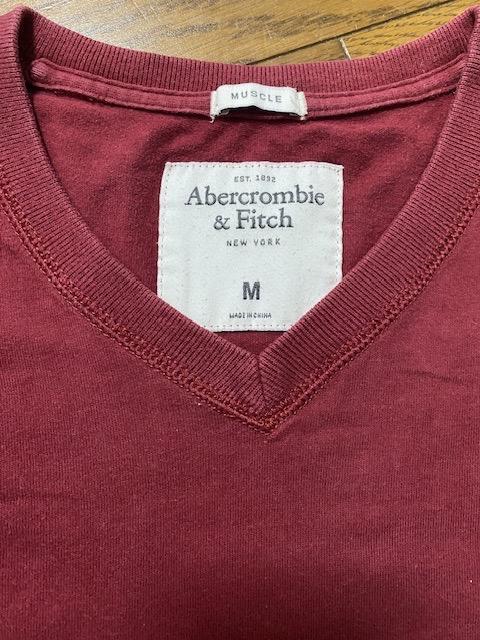 MUSCLE
EST. 1892
Abercrombie
& Fitch
NEW YORK
M
MADE IN CHINA